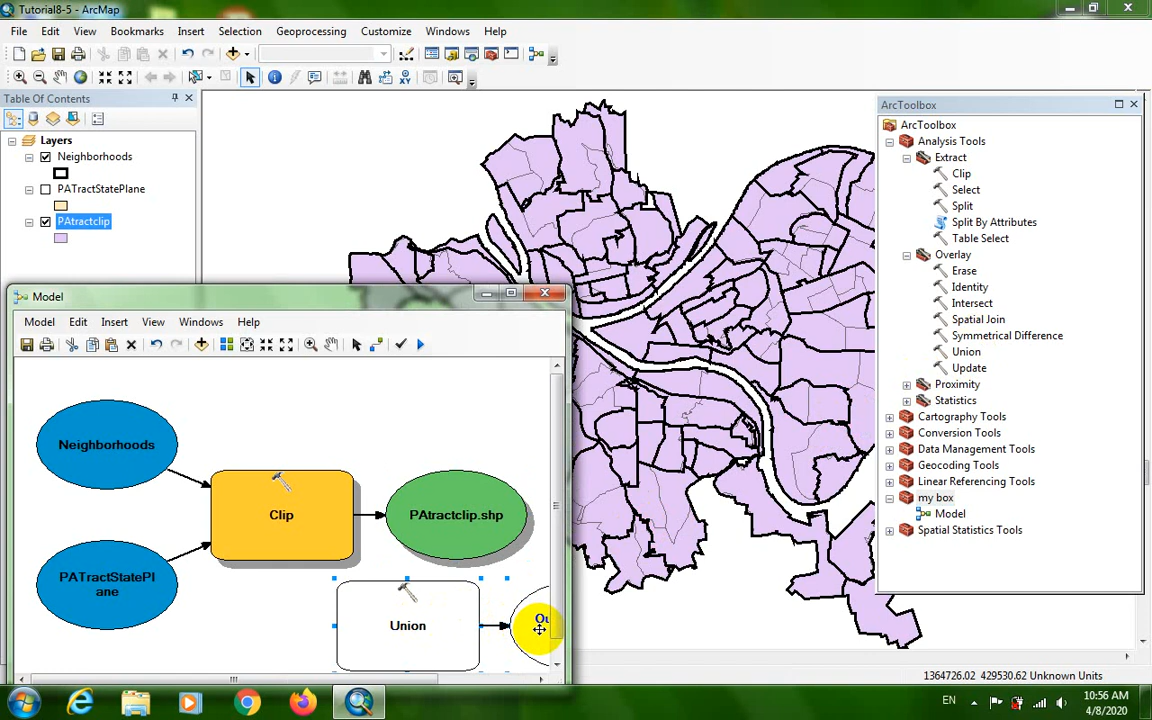 Tutorial8-5 - ArcMap
File Edit View Bookmarks Insert Selection Geoprocessing Customize Windows Help
Table Of Contents
Layers
Neighborhoods
PATractStatePlane
PAtractclip
ArcToolbox
ArcToolbox
Analysis Tools
Extract
Clip
Select
Split
Split By Attributes
Table Select
Overlay
Erase
Identity
Intersect
Spatial Join
Symmetrical Difference
Union
Update
Proximity
Statistics
Cartography Tools
Conversion Tools
Data Management Tools
Geocoding Tools
Linear Referencing Tools
my box
Model
Spatial Statistics Tools
Model
Model Edit Insert View Windows Help
Neighborhoods
Clip
PAtractclip.shp
PATractStatePl
ane
Union
Ou
1364726.02 429530.62 Unknown Units
EN
10:56 AM
4/8/2020